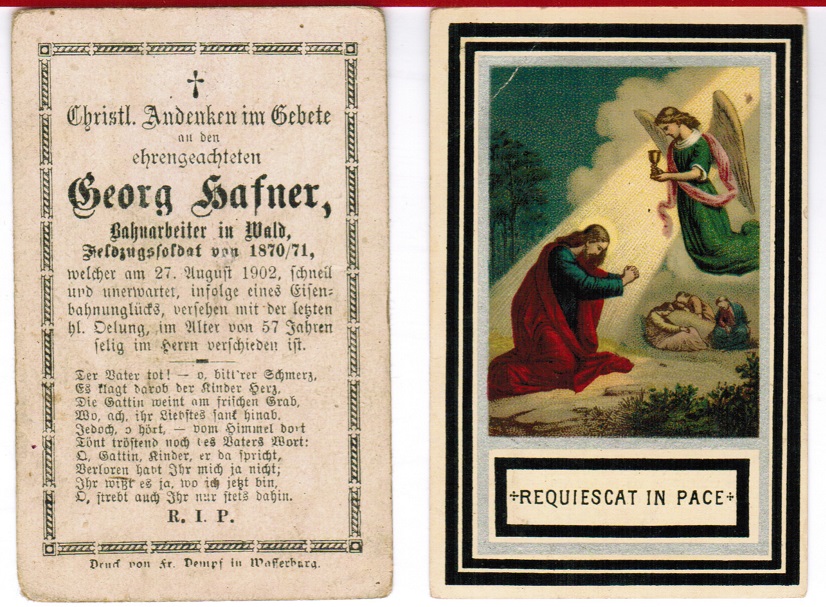 Christl. Andenken im Gebete
an den
ehrengeachteten
Georg Hafner,
Bahnarbeiter in Wald,
Feldzugssoldat von 1870/71,
welcher am 27. August 1902, schnell
und unerwartet, infolge eines Eisen-
bahnunglücks, versehen mit der letzten
hl. Oelung, im Alter von 57 Jahren
selig im Herrn verschieden ist.
Der Vater tot! — o, bitt'rer Schmerz,
Es klagt darob der Kinder Herz,
Die Gattin weint am frischen Grab,
Wo, ach, ihr Liebstes sank hinab.
Jedoch, o hört, — vom Himmel dort
Tönt tröstend noch des Vaters Wort:
O, Gattin, Kinder, er da spricht,
Verloren habt Ihr mich ja nicht;
Ihr wißt es ja, wo ich jetzt bin,
O, strebt auch Ihr nur stets dahin.
R. I. P.
Druck von Fr. Dempf in Wasserburg.
REQUIESCAT IN PACE